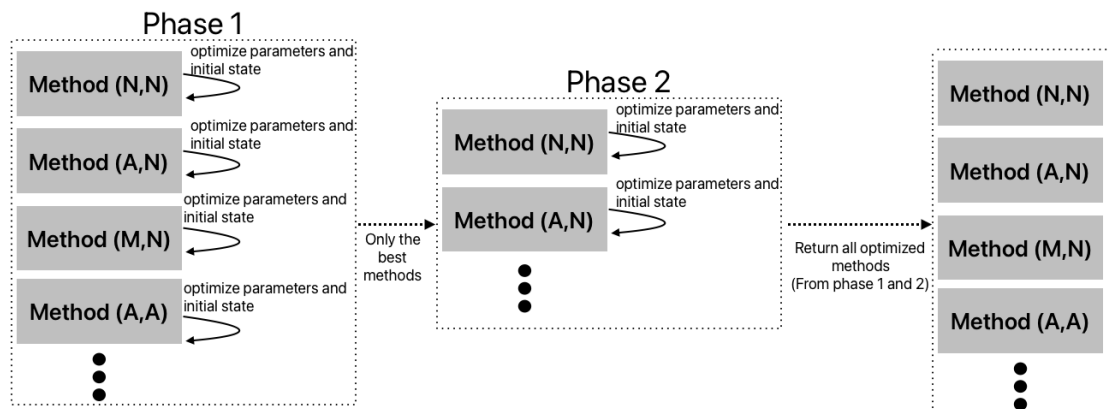 Phase 1
optimize parameters and
initial state
Method (N,N)
optimize parameters and
initial state
Method (A,N)
optimize parameters and
initial state
Method (M,N)
optimize parameters and
initial state
Method (A,A)
Only the
best
methods
Phase 2
optimize parameters and
initial state
Method (N,N)
optimize parameters and
initial state
Method (A,N)
Return all optimized
methods
(From phase 1 and 2)
Method (N,N)
Method (A,N)
Method (M,N)
Method (A,A)